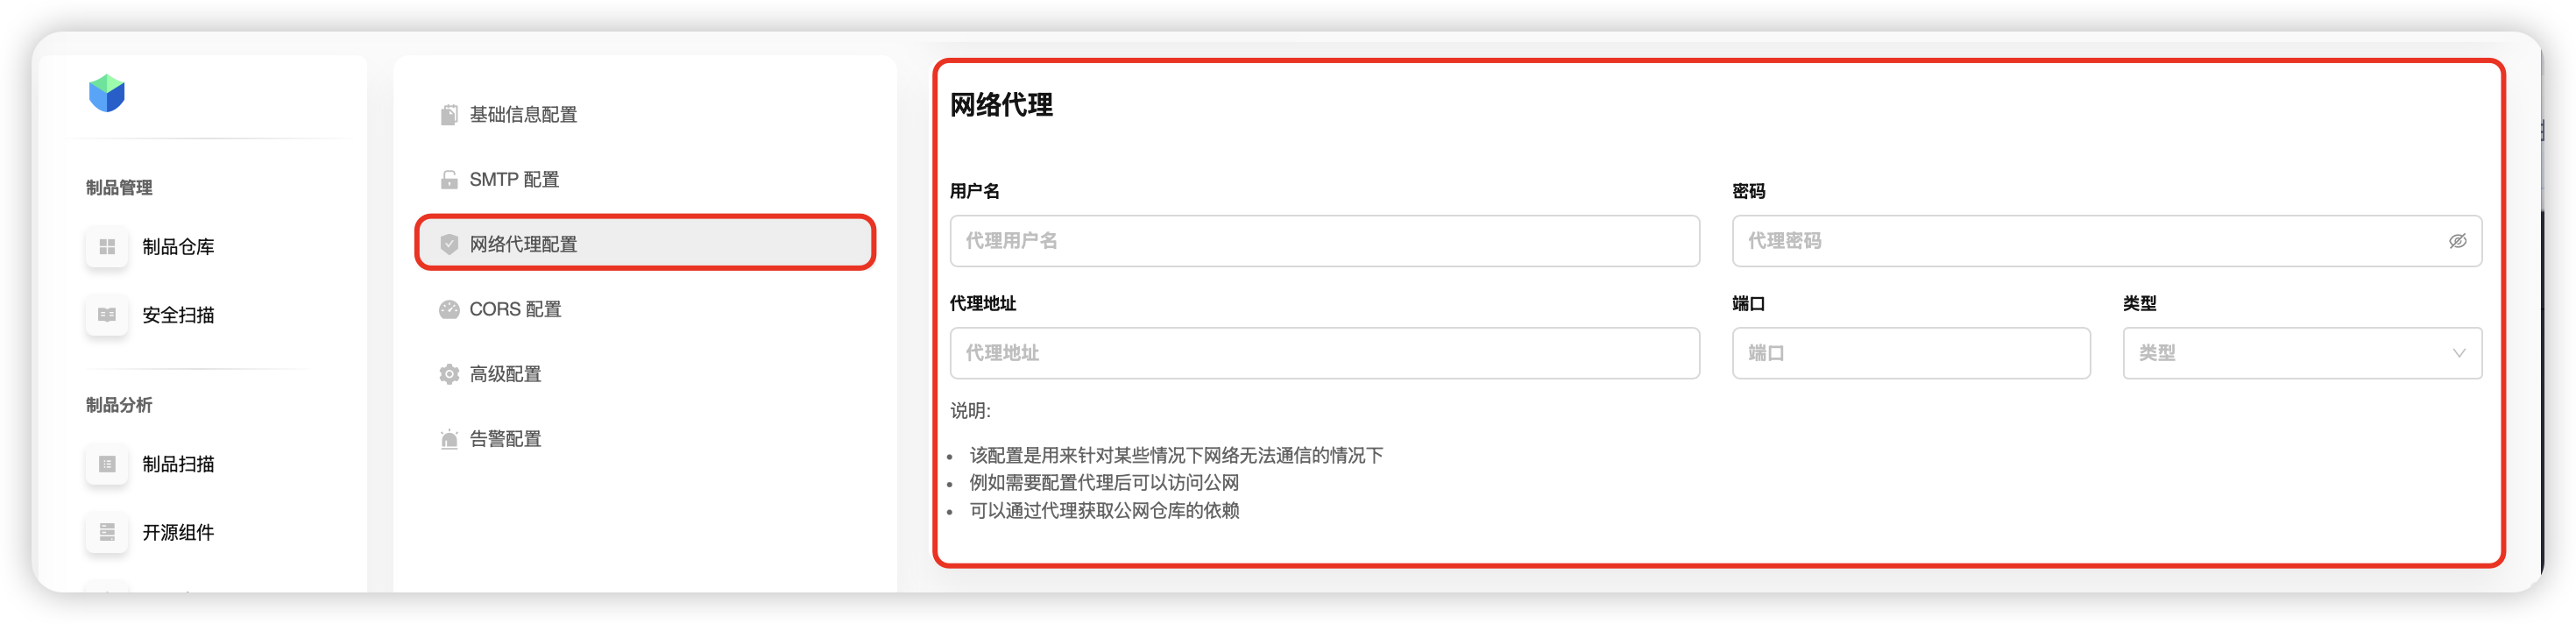 制品管理
制品仓库
安全扫描
制品分析
制品扫描
开源组件
基础信息配置
SMTP 配置
网络代理配置
CORS 配置
高级配置
告警配置
网络代理
用户名
密码
代理用户名
代理密码
代理地址
端口
类型
代理地址
端口
类型
说明:
该配置是用来针对某些情况下网络无法通信的情况下
例如需要配置代理后可以访问公网
可以通过代理获取公网仓库的依赖